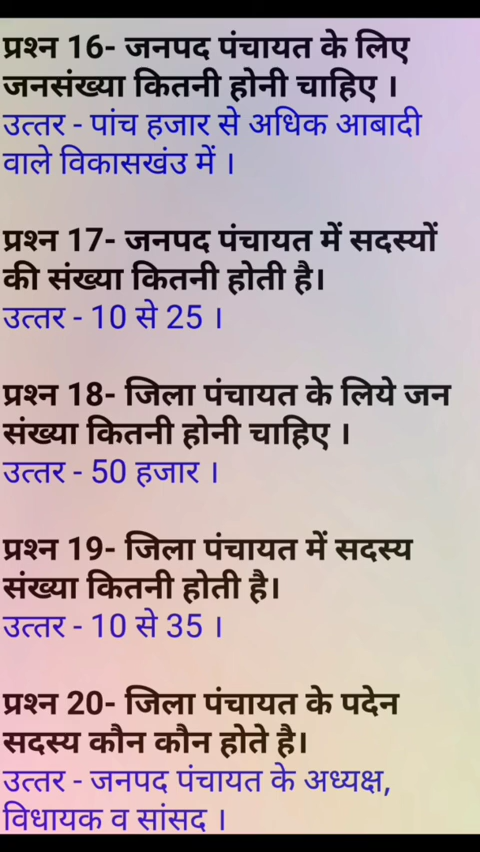 प्रश्न 16- जनपद पंचायत के लिए
जनसंख्या कितनी होनी चाहिए ।
उत्तर - पांच हजार से अधिक आबादी
वाले विकासखंउ में ।
प्रश्न 17- जनपद पंचायत में सदस्यों
की संख्या कितनी होती है।
उत्तर - 10 से 25 ।
प्रश्न 18- जिला पंचायत के लिये जन
संख्या कितनी होनी चाहिए ।
उत्तर - 50 हजार ।
प्रश्न 19- जिला पंचायत में सदस्य
संख्या कितनी होती है।
उत्तर - 10 से 35 ।
प्रश्न 20- जिला पंचायत के पदेन
सदस्य कौन कौन होते है।
उत्तर - जनपद पंचायत के अध्यक्ष,
विधायक व सांसद ।